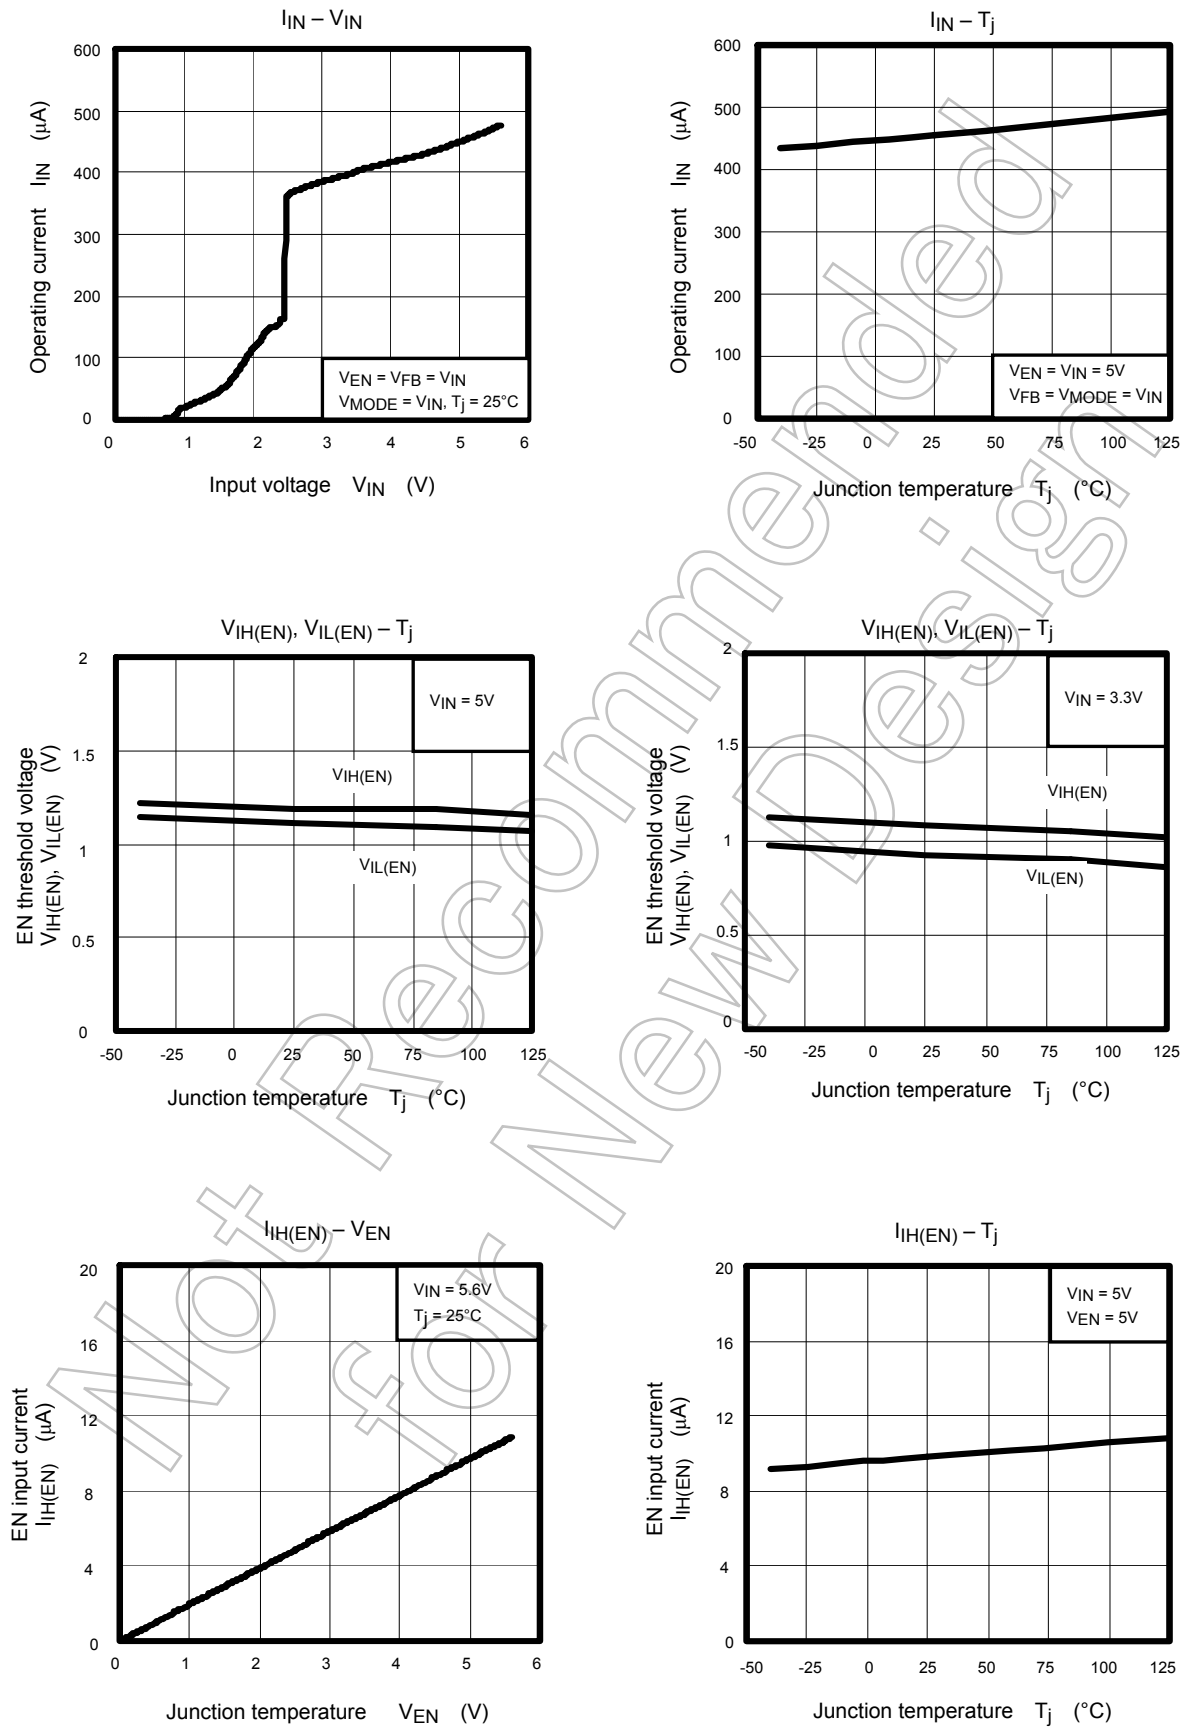 IIN – VIN
600
500
400
300
200
100
0
Operating current IIN (μA)
VEN = VFB = VIN
VMODE = VIN, Tj = 25°C
0 1 2 3 4 5 6
Input voltage VIN (V)
IIN – Tj
600
500
400
300
200
100
0
Operating current IIN (μA)
VEN = VIN = 5V
VFB = VMODE = VIN
-50 -25 0 25 50 75 100 125
Junction temperature Tj (°C)
VIH(EN), VIL(EN) – Tj
2
1.5
1
0.5
0
EN threshold voltage
VIH(EN), VIL(EN) (V)
VIN = 5V
VIH(EN)
VIL(EN)
-50 -25 0 25 50 75 100 125
Junction temperature Tj (°C)
VIH(EN), VIL(EN) – Tj
2
1.5
1
0.5
0
EN threshold voltage
VIH(EN), VIL(EN) (V)
VIN = 3.3V
VIH(EN)
VIL(EN)
-50 -25 0 25 50 75 100 125
Junction temperature Tj (°C)
IIH(EN) – VEN
20
16
12
8
4
0
EN input current
IIH(EN) (μA)
VIN = 5.6V
Tj = 25°C
0 1 2 3 4 5 6
Junction temperature VEN (V)
IIH(EN) – Tj
20
16
12
8
4
0
EN input current
IIH(EN) (μA)
VIN = 5V
VEN = 5V
-50 -25 0 25 50 75 100 125
Junction temperature Tj (°C)
Not Recommended
for New Design